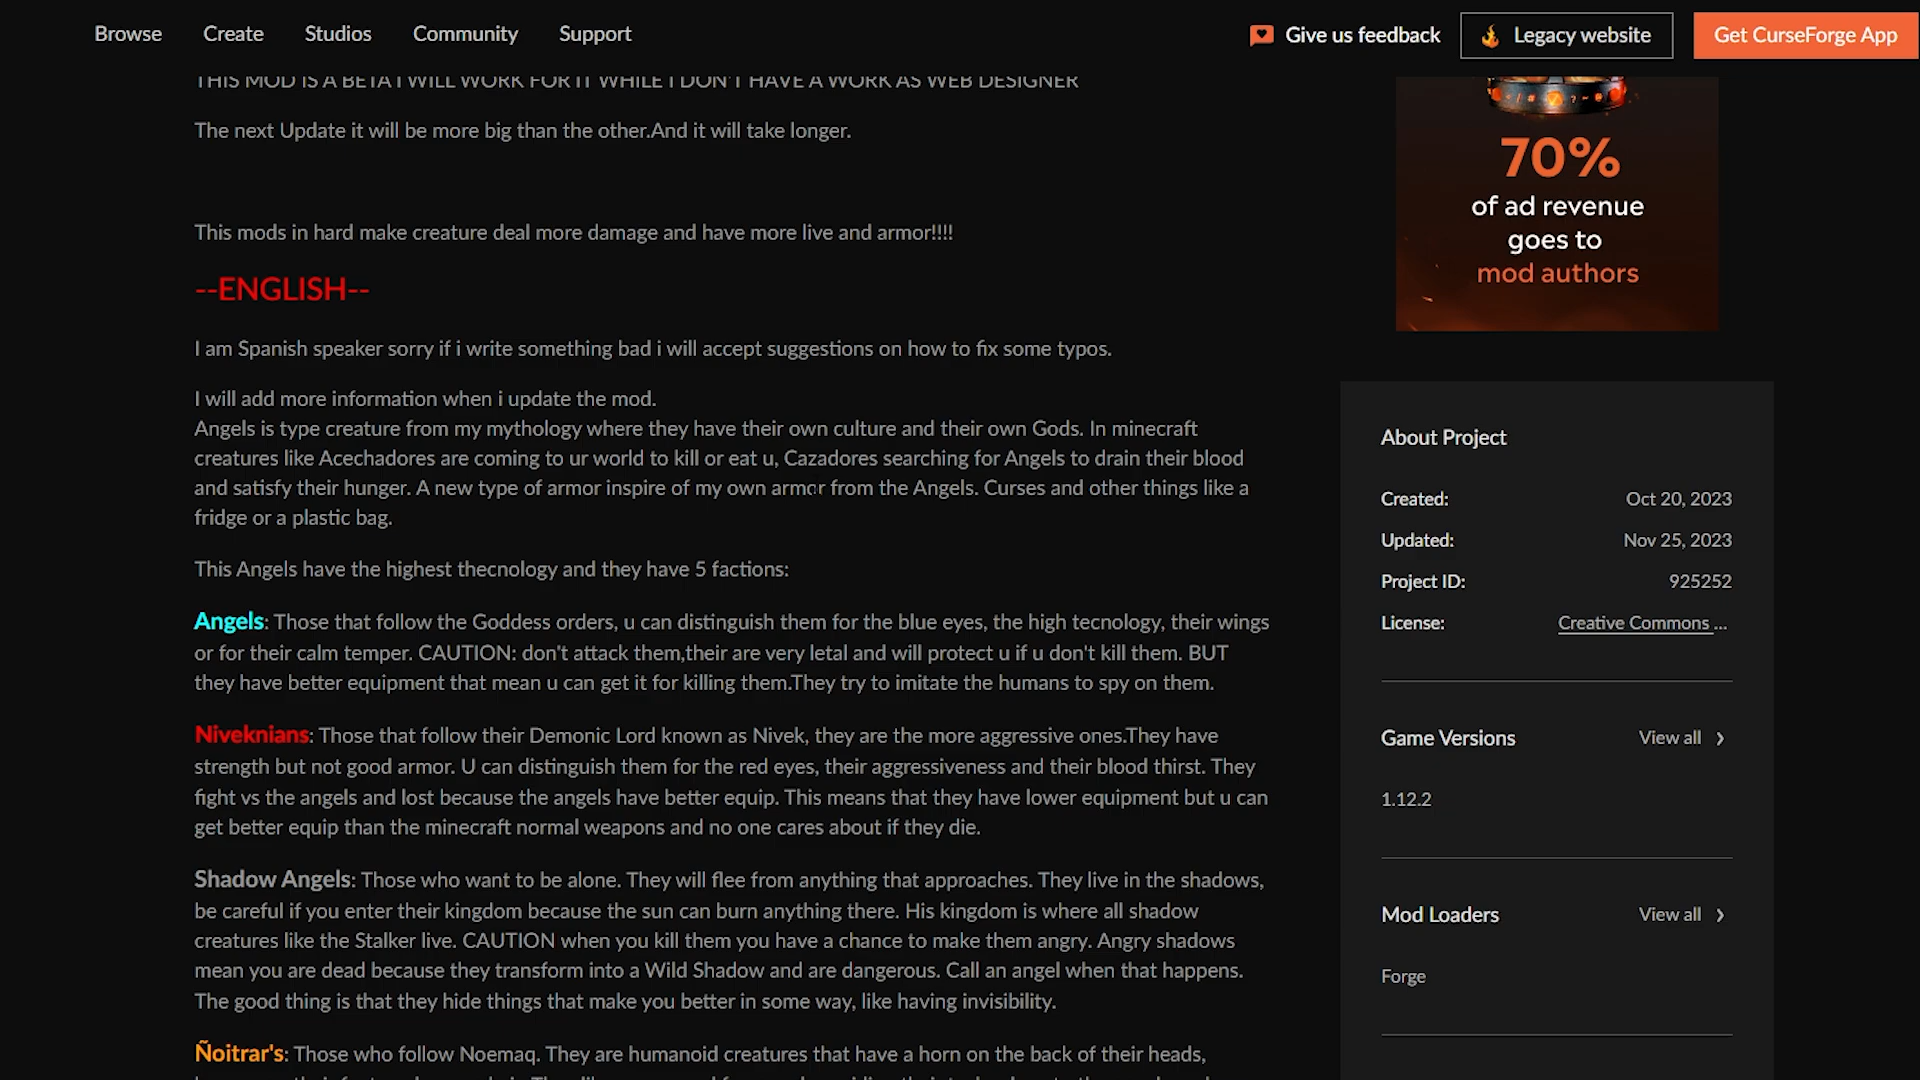 Browse Create Studios Community Support Give us feedback Legacy website Get CurseForge App
THIS MOD IS A BETA I WILL WORK FOR IT WHILE I DON'T HAVE A WORK AS WEB DESIGNER
The next Update it will be more big than the other.And it will take longer.
This mods in hard make creature deal more damage and have more live and armor!!!!
--ENGLISH--
I am Spanish speaker sorry if i write something bad i will accept suggestions on how to fix some typos.
I will add more information when i update the mod.
Angels is type creature from my mythology where they have their own culture and their own Gods. In minecraft
creatures like Acechadores are coming to ur world to kill or eat u, Cazadores searching for Angels to drain their blood
and satisfy their hunger. A new type of armor inspire of my own armor from the Angels. Curses and other things like a
fridge or a plastic bag.
This Angels have the highest thecnology and they have 5 factions:
Angels: Those that follow the Goddess orders, u can distinguish them for the blue eyes, the high tecnology, their wings
or for their calm temper. CAUTION: don't attack them,their are very letal and will protect u if u don't kill them. BUT
they have better equipment that mean u can get it for killing them.They try to imitate the humans to spy on them.
Niveknians: Those that follow their Demonic Lord known as Nivek, they are the more aggressive ones.They have
strength but not good armor. U can distinguish them for the red eyes, their aggressiveness and their blood thirst. They
fight vs the angels and lost because the angels have better equip. This means that they have lower equipment but u can
get better equip than the minecraft normal weapons and no one cares about if they die.
Shadow Angels: Those who want to be alone. They will flee from anything that approaches. They live in the shadows,
be careful if you enter their kingdom because the sun can burn anything there. His kingdom is where all shadow
creatures like the Stalker live. CAUTION when you kill them you have a chance to make them angry. Angry shadows
mean you are dead because they transform into a Wild Shadow and are dangerous. Call an angel when that happens.
The good thing is that they hide things that make you better in some way, like having invisibility.
Ñoitrar's: Those who follow Noemaq. They are humanoid creatures that have a horn on the back of their heads,
70%
of ad revenue
goes to
mod authors
About Project
Created: Oct 20, 2023
Updated: Nov 25, 2023
Project ID: 925252
License: Creative Commons ...
Game Versions View all
1.12.2
Mod Loaders View all
Forge